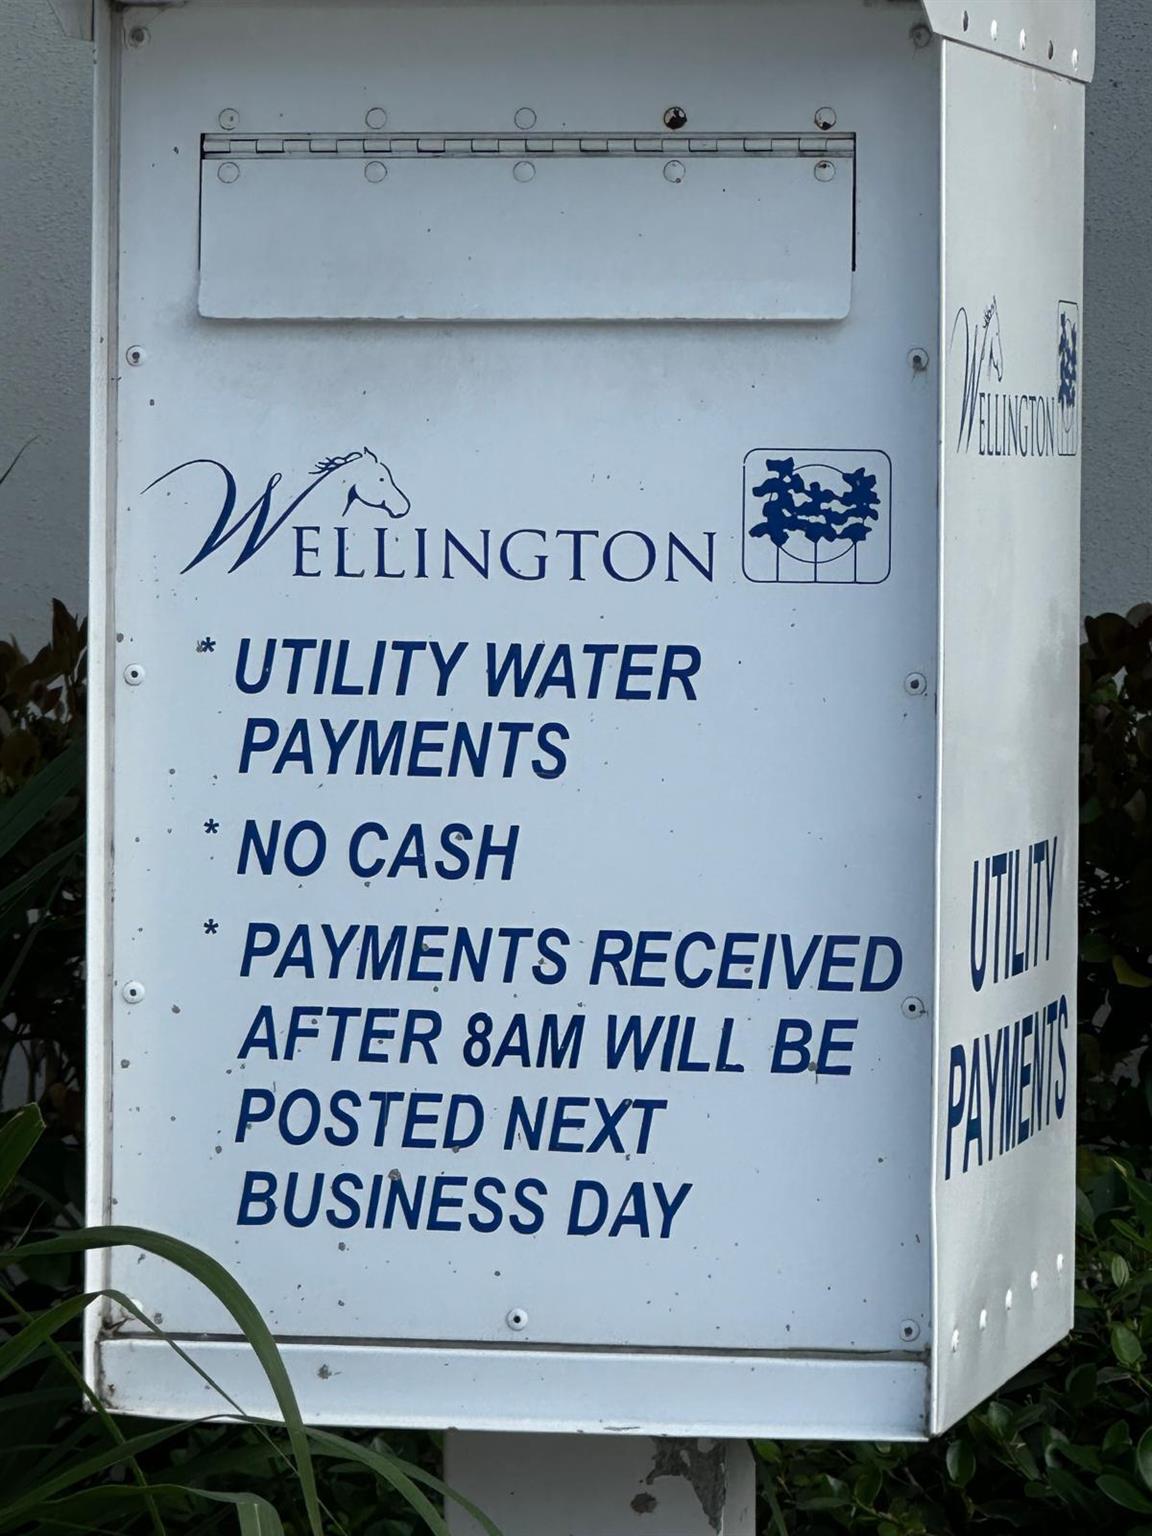 WELLINGTON
* UTILITY WATER
PAYMENTS
* NO CASH
* PAYMENTS RECEIVED
AFTER 8AM WILL BE
POSTED NEXT
BUSINESS DAY
WELLINGTON
UTILITY
PAYMENTS